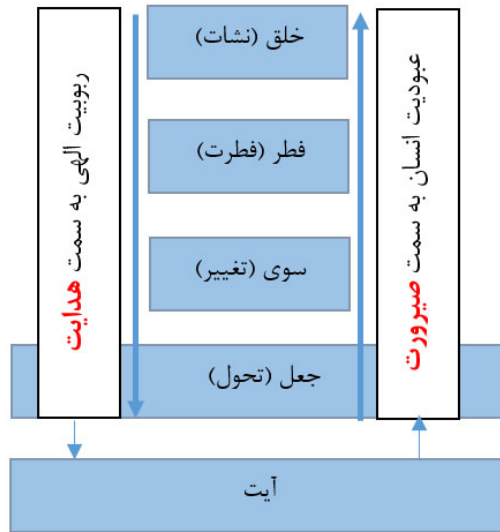 خلق (نشات)
فطر (فطرت)
سوی (تغییر)
جعل (تحول)
آیت
عبودیت انسان به سمت صیرورت
ربوبیت الهی به سمت هدایت